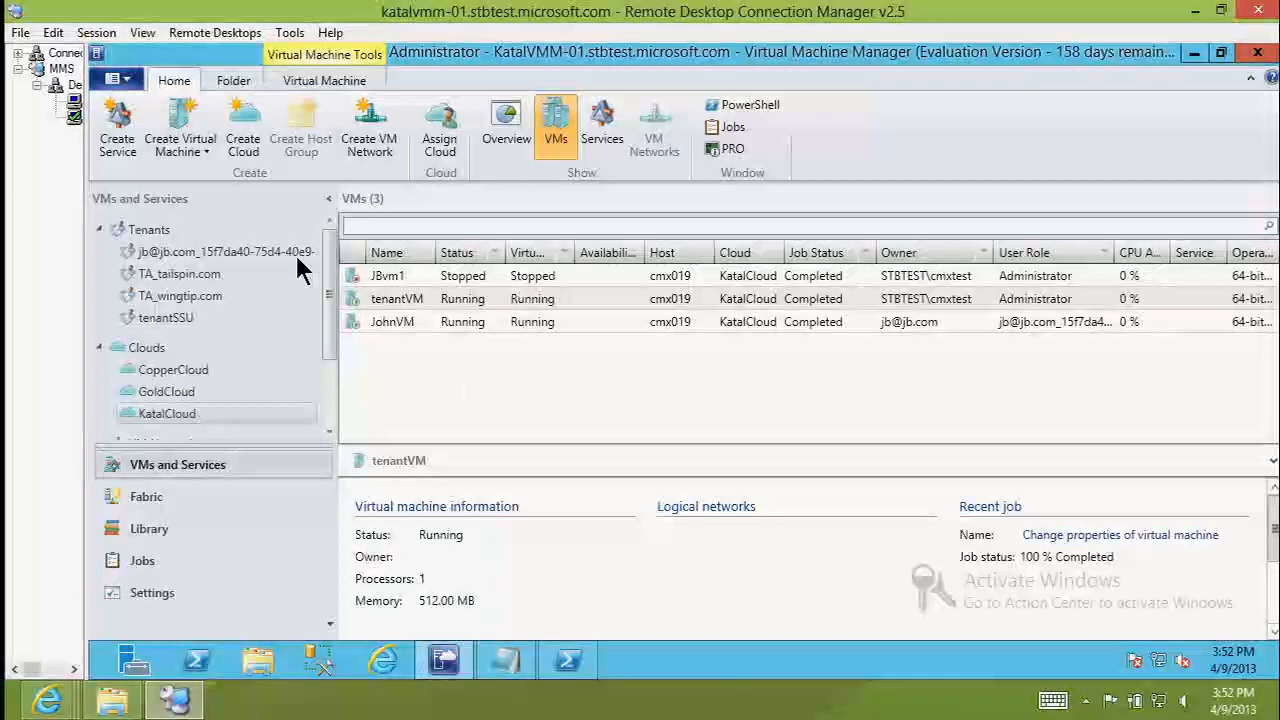 katalvmm-01.stbtest.microsoft.com - Remote Desktop Connection Manager v2.5
File Edit Session View Remote Desktops Tools Help
Connec
MMS
De
Virtual Machine Tools
Administrator - KatalVMM-01.stbtest.microsoft.com - Virtual Machine Manager (Evaluation Version - 158 days remain...
Home Folder Virtual Machine
Create Service
Create Virtual Machine
Create Cloud
Create Host Group
Create VM Network
Assign Cloud
Overview
VMs
Services
VM Networks
PowerShell
Jobs
PRO
Create Cloud Show Window
VMs and Services
Tenants
jb@jb.com_15f7da40-75d4-40e9-
TA_tailspin.com
TA_wingtip.com
tenantSSU
Clouds
CopperCloud
GoldCloud
KatalCloud
VMs and Services
Fabric
Library
Jobs
Settings
VMs (3)
Name Status Virtu... Availabili... Host Cloud Job Status Owner User Role CPU A... Service Opera...
JBvm1 Stopped Stopped cmx019 KatalCloud Completed STBTEST\cmxtest Administrator 0 % 64-bit...
tenantVM Running Running cmx019 KatalCloud Completed STBTEST\cmxtest Administrator 0 % 64-bit...
JohnVM Running Running cmx019 KatalCloud Completed jb@jb.com jb@jb.com_15f7da4... 0 % 64-bit...
tenantVM
Virtual machine information
Status: Running
Owner:
Processors: 1
Memory: 512.00 MB
Logical networks
Recent job
Name: Change properties of virtual machine
Job status: 100 % Completed
Activate Windows
Go to Action Center to activate Windows.
3:52 PM
4/9/2013
3:52 PM
4/9/2013